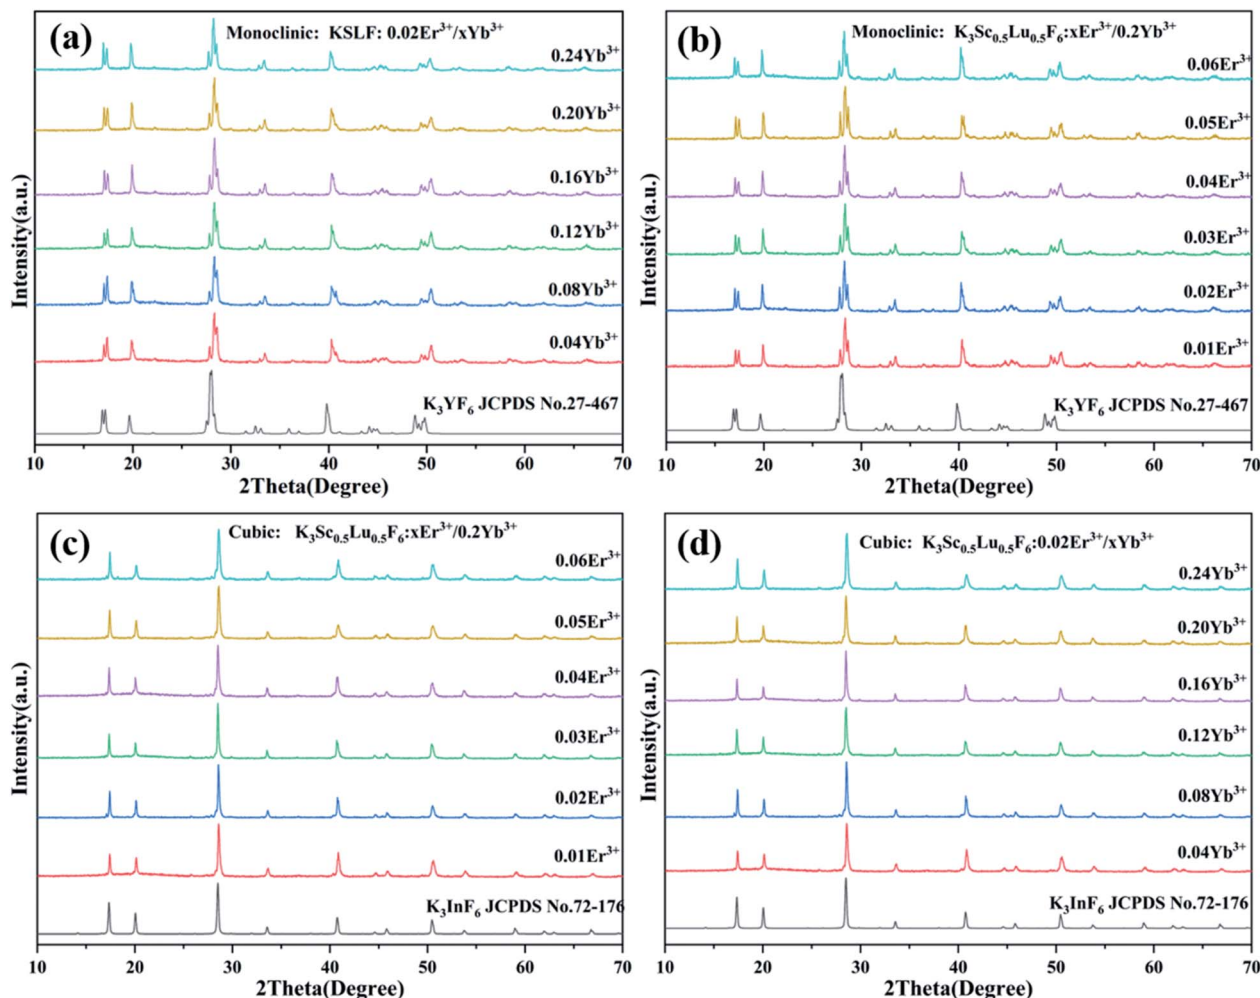 (a)
Monoclinic: KSLF: 0.02Er³⁺/xYb³⁺
0.24Yb³⁺
0.20Yb³⁺
0.16Yb³⁺
0.12Yb³⁺
0.08Yb³⁺
0.04Yb³⁺
K₃YF₆ JCPDS No.27-467
Intensity(a.u.)
10 20 30 40 50 60 70
2Theta(Degree)
(b)
Monoclinic: K₃Sc₀.₅Lu₀.₅F₆:xEr³⁺/0.2Yb³⁺
0.06Er³⁺
0.05Er³⁺
0.04Er³⁺
0.03Er³⁺
0.02Er³⁺
0.01Er³⁺
K₃YF₆ JCPDS No.27-467
Intensity(a.u.)
10 20 30 40 50 60 70
2Theta(Degree)
(c)
Cubic: K₃Sc₀.₅Lu₀.₅F₆:xEr³⁺/0.2Yb³⁺
0.06Er³⁺
0.05Er³⁺
0.04Er³⁺
0.03Er³⁺
0.02Er³⁺
0.01Er³⁺
K₃InF₆ JCPDS No.72-176
Intensity(a.u.)
10 20 30 40 50 60 70
2Theta(Degree)
(d)
Cubic: K₃Sc₀.₅Lu₀.₅F₆:0.02Er³⁺/xYb³⁺
0.24Yb³⁺
0.20Yb³⁺
0.16Yb³⁺
0.12Yb³⁺
0.08Yb³⁺
0.04Yb³⁺
K₃InF₆ JCPDS No.72-176
Intensity(a.u.)
10 20 30 40 50 60 70
2Theta(Degree)